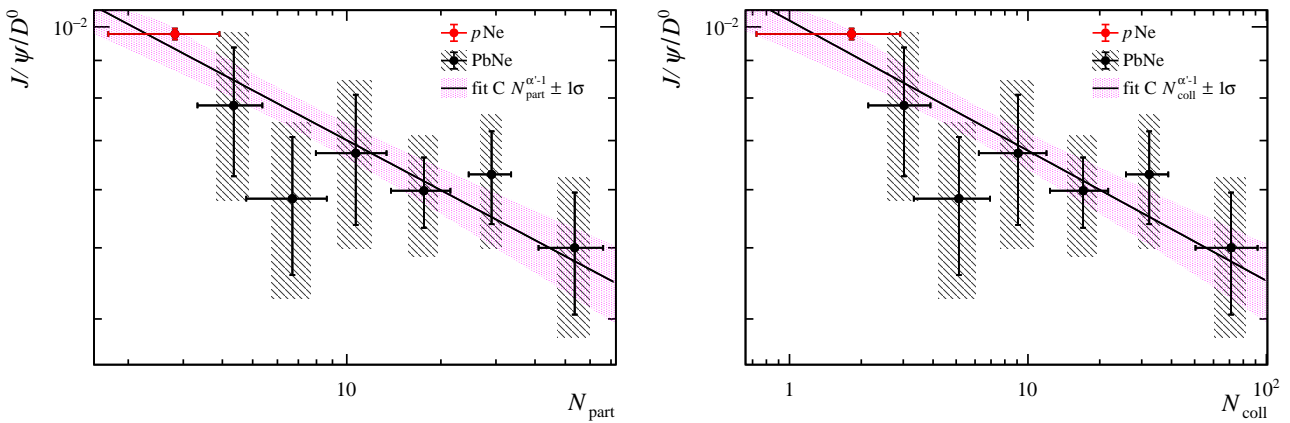 J/ψ/D⁰
10⁻²
pNe
PbNe
fit C N_part^{α'-1} ± 1σ
10
N_part
J/ψ/D⁰
10⁻²
pNe
PbNe
fit C N_coll^{α'-1} ± 1σ
1
10
10²
N_coll